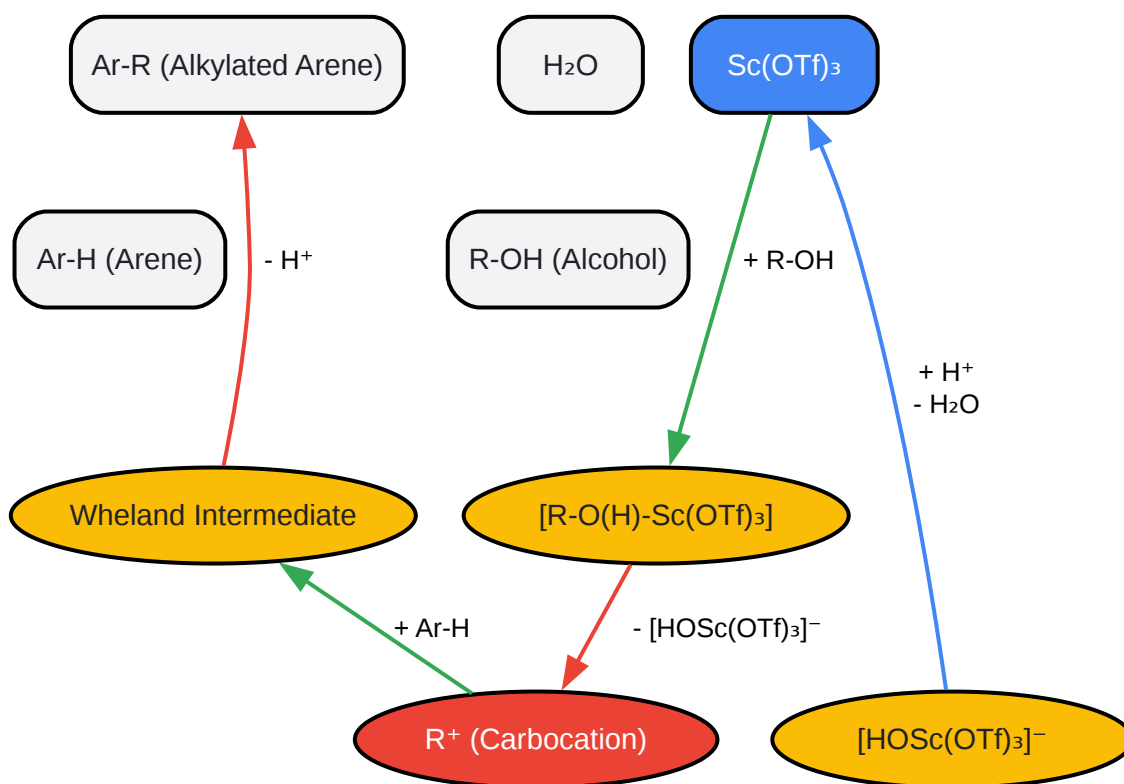 Ar-R (Alkylated Arene)
H₂O
Sc(OTf)₃
Ar-H (Arene)
- H⁺
R-OH (Alcohol)
+ R-OH
+ H⁺
- H₂O
Wheland Intermediate
[R-O(H)-Sc(OTf)₃]
+ Ar-H
- [HOSc(OTf)₃]⁻
R⁺ (Carbocation)
[HOSc(OTf)₃]⁻